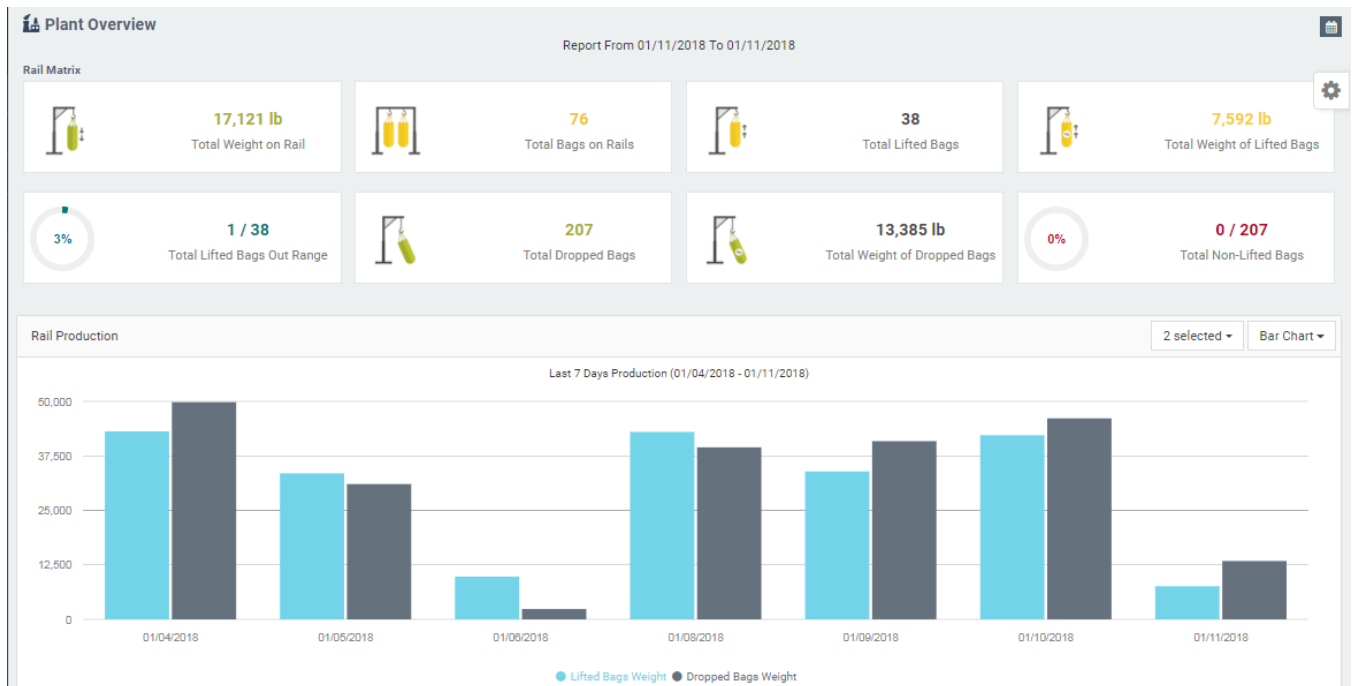 Plant Overview
Report From 01/11/2018 To 01/11/2018
Rail Matrix
17,121 lb
Total Weight on Rail
76
Total Bags on Rails
38
Total Lifted Bags
7,592 lb
Total Weight of Lifted Bags
3%
1 / 38
Total Lifted Bags Out Range
207
Total Dropped Bags
13,385 lb
Total Weight of Dropped Bags
0%
0 / 207
Total Non-Lifted Bags
Rail Production
2 selected
Bar Chart
Last 7 Days Production (01/04/2018 - 01/11/2018)
50,000
37,500
25,000
12,500
0
01/04/2018 01/05/2018 01/06/2018 01/08/2018 01/09/2018 01/10/2018 01/11/2018
Lifted Bags Weight Dropped Bags Weight